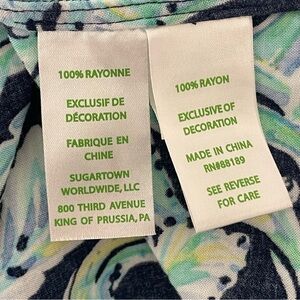 100% RAYONNE
EXCLUSIF DE
DÉCORATION
FABRIQUE EN
CHINE
SUGARTOWN
WORLDWIDE, LLC
800 THIRD AVENUE
KING OF PRUSSIA, PA
100% RAYON
EXCLUSIVE OF
DECORATION
MADE IN CHINA
RN#88189
SEE REVERSE
FOR CARE